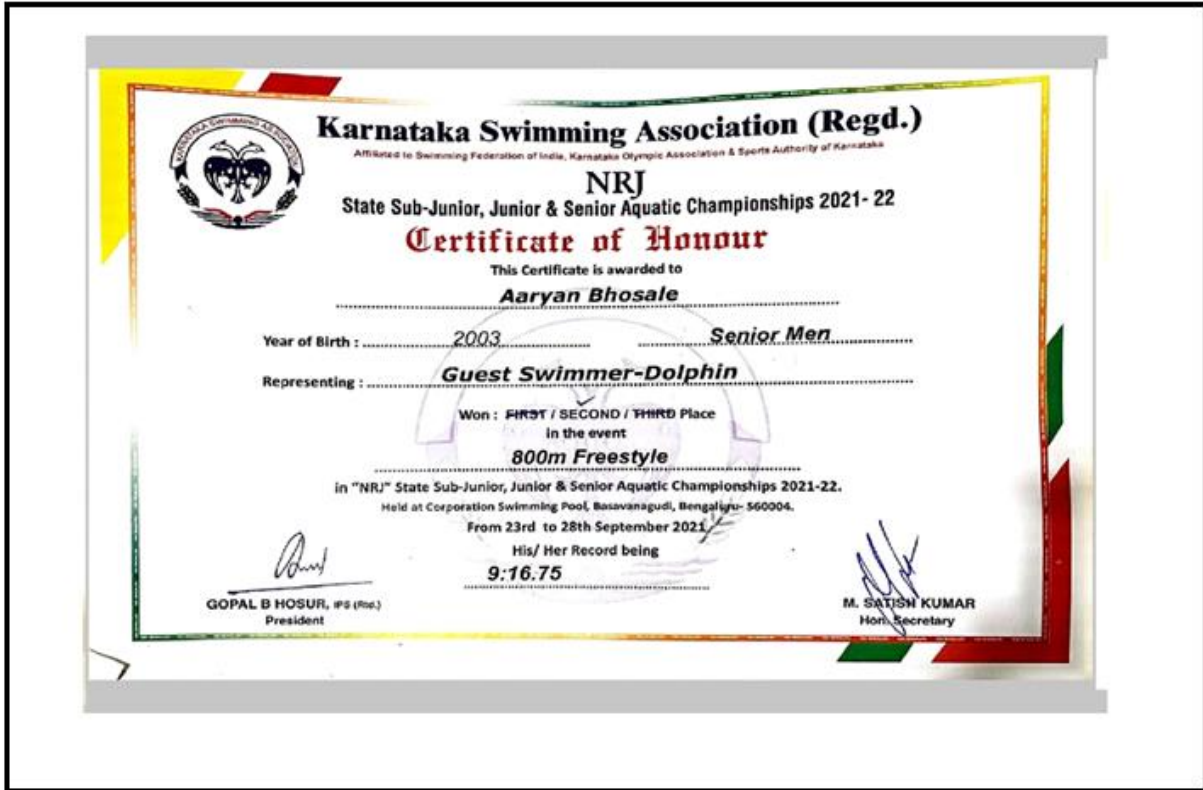 KARNATAKA SWIMMING ASSOCIATION
Karnataka Swimming Association (Regd.)
Affiliated to Swimming Federation of India, Karnataka Olympic Association & Sports Authority of Karnataka
NRJ
State Sub-Junior, Junior & Senior Aquatic Championships 2021- 22
Certificate of Honour
This Certificate is awarded to
Aaryan Bhosale
Year of Birth : 2003 Senior Men
Representing : Guest Swimmer-Dolphin
Won : FIRST / SECOND / THIRD Place
in the event
800m Freestyle
in "NRJ" State Sub-Junior, Junior & Senior Aquatic Championships 2021-22.
Held at Corporation Swimming Pool, Basavanagudi, Bengaluru- 560004.
From 23rd to 28th September 2021
His/ Her Record being
9:16.75
GOPAL B HOSUR, IPS (Rtd.)
President
M. SATISH KUMAR
Hon. Secretary